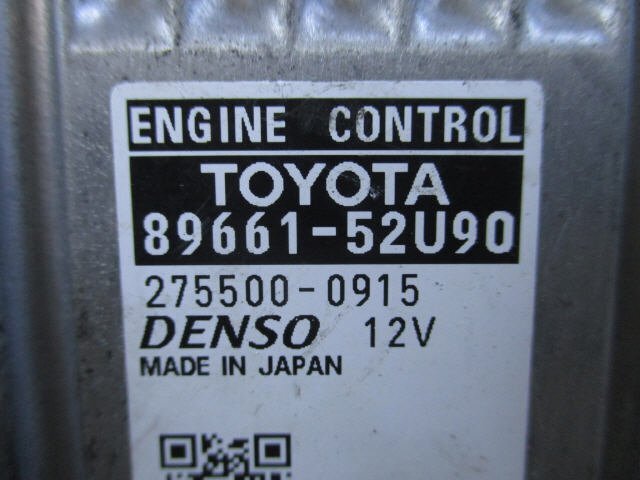 ENGINE CONTROL
TOYOTA
89661-52U90
275500-0915
DENSO 12V
MADE IN JAPAN